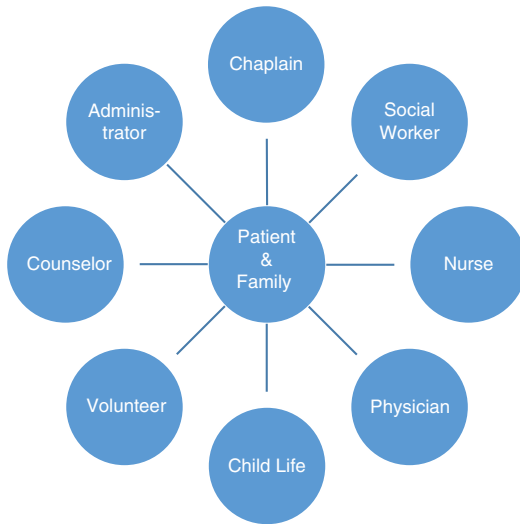 Chaplain
Social
Worker
Nurse
Physician
Child Life
Volunteer
Counselor
Adminis-
trator
Patient
&
Family